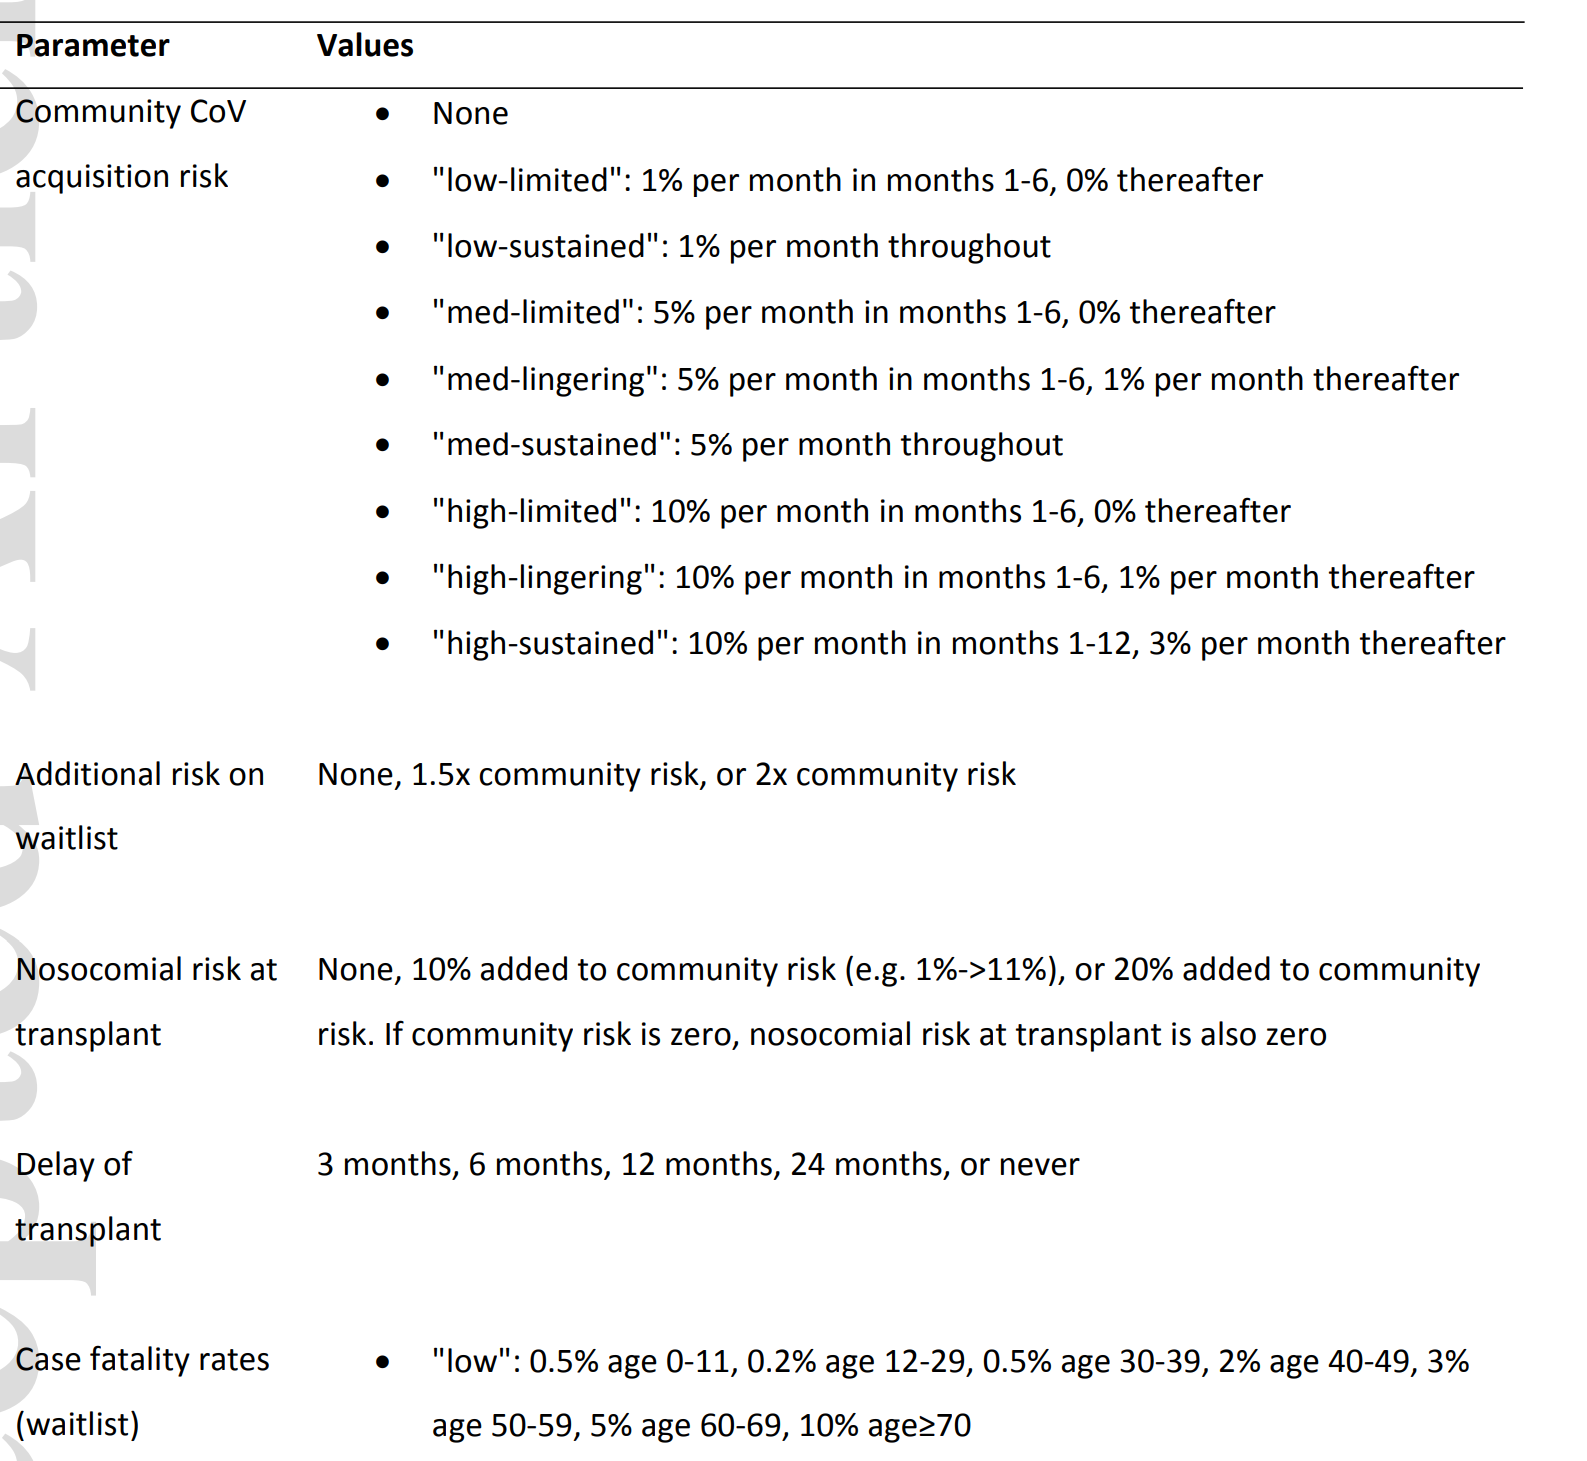 Parameter Values
Community CoV • None
acquisition risk • "low-limited": 1% per month in months 1-6, 0% thereafter
• "low-sustained": 1% per month throughout
• "med-limited": 5% per month in months 1-6, 0% thereafter
• "med-lingering": 5% per month in months 1-6, 1% per month thereafter
• "med-sustained": 5% per month throughout
• "high-limited": 10% per month in months 1-6, 0% thereafter
• "high-lingering": 10% per month in months 1-6, 1% per month thereafter
• "high-sustained": 10% per month in months 1-12, 3% per month thereafter
Additional risk on None, 1.5x community risk, or 2x community risk
waitlist
Nosocomial risk at None, 10% added to community risk (e.g. 1%->11%), or 20% added to community
transplant risk. If community risk is zero, nosocomial risk at transplant is also zero
Delay of 3 months, 6 months, 12 months, 24 months, or never
transplant
Case fatality rates • "low": 0.5% age 0-11, 0.2% age 12-29, 0.5% age 30-39, 2% age 40-49, 3%
(waitlist) age 50-59, 5% age 60-69, 10% age≥70